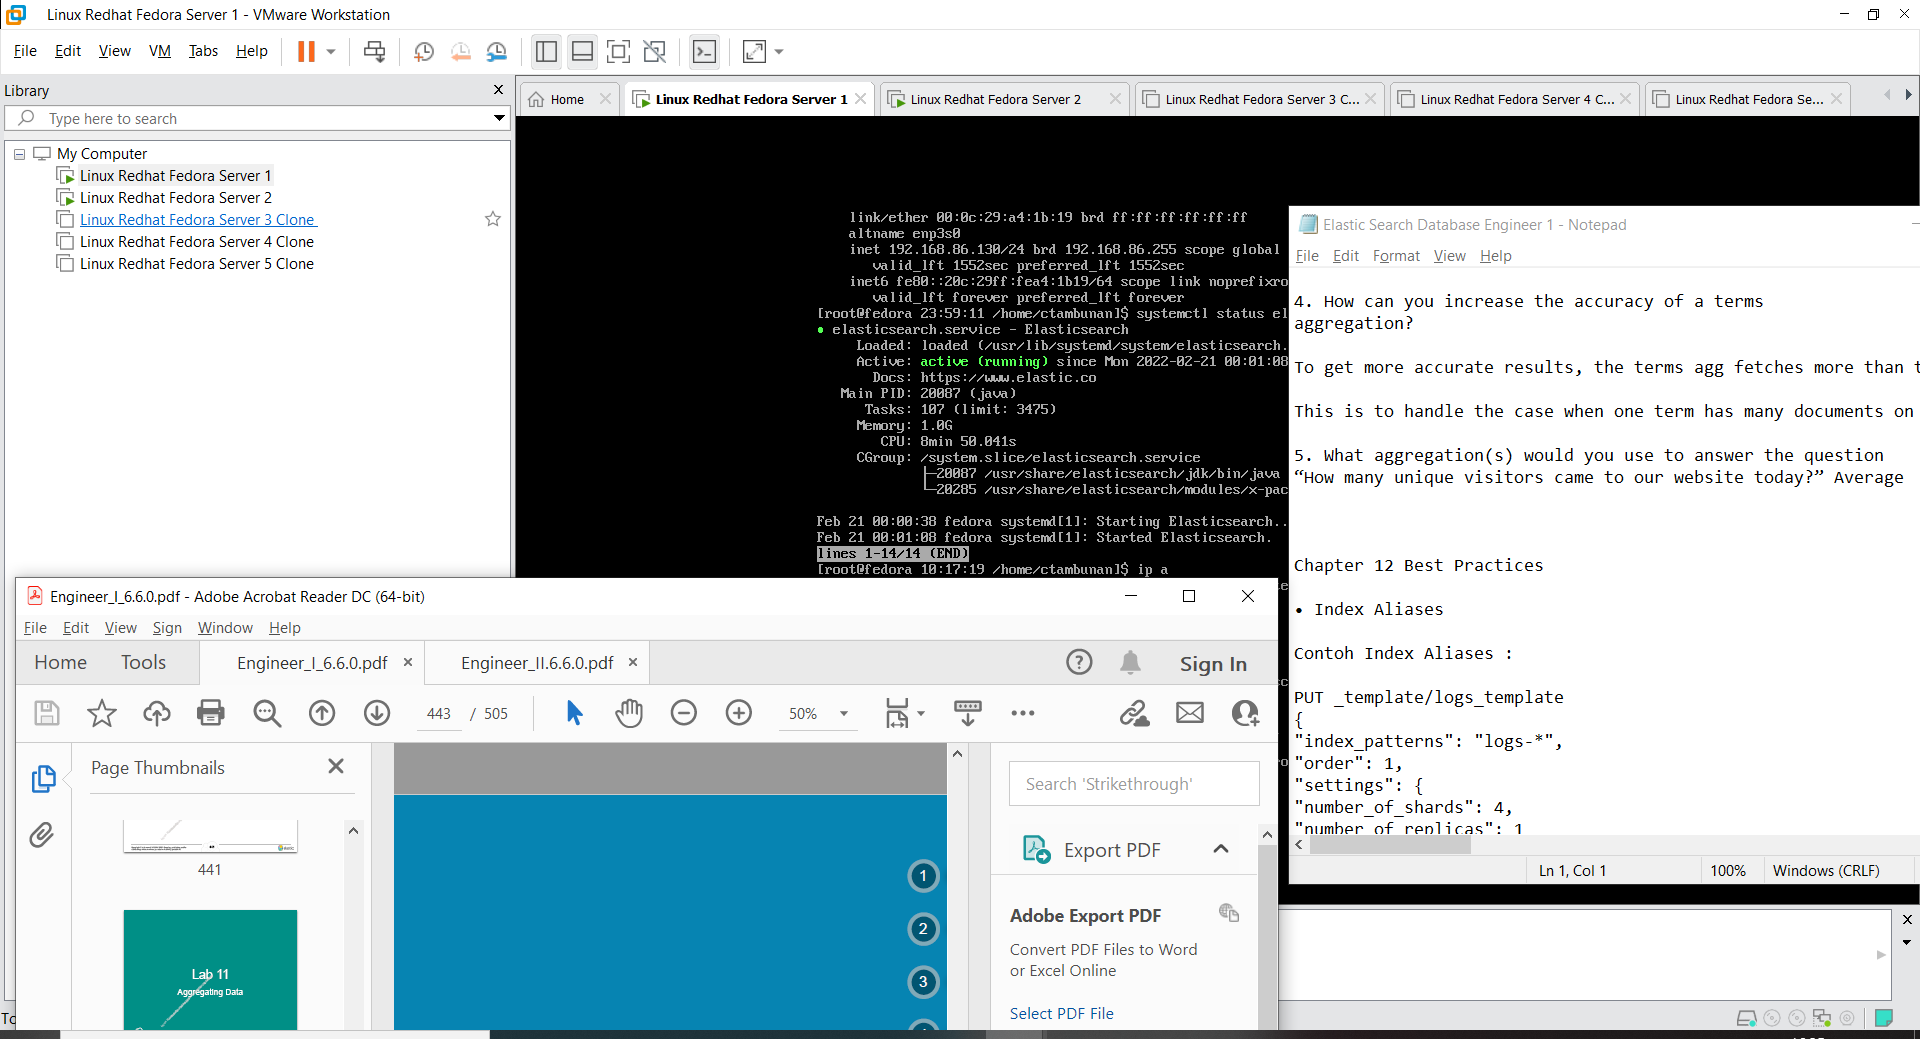 Linux Redhat Fedora Server 1 - VMware Workstation
File Edit View VM Tabs Help
Library
Type here to search
My Computer
Linux Redhat Fedora Server 1
Linux Redhat Fedora Server 2
Linux Redhat Fedora Server 3 Clone
Linux Redhat Fedora Server 4 Clone
Linux Redhat Fedora Server 5 Clone
Home
Linux Redhat Fedora Server 1
Linux Redhat Fedora Server 2
Linux Redhat Fedora Server 3 C...
Linux Redhat Fedora Server 4 C...
Linux Redhat Fedora Se...
link/ether 00:0c:29:a4:1b:19 brd ff:ff:ff:ff:ff:ff
altname enp3s0
inet 192.168.86.130/24 brd 192.168.86.255 scope global
valid_lft 1552sec preferred_lft 1552sec
inet6 fe80::20c:29ff:fea4:1b19/64 scope link noprefixro
valid_lft forever preferred_lft forever
[root@fedora 23:59:11 /home/ctambunan]$ systemctl status el
● elasticsearch.service - Elasticsearch
Loaded: loaded (/usr/lib/systemd/system/elasticsearch.
Active: active (running) since Mon 2022-02-21 00:01:08
Docs: https://www.elastic.co
Main PID: 20087 (java)
Tasks: 107 (limit: 3475)
Memory: 1.0G
CPU: 8min 50.041s
CGroup: /system.slice/elasticsearch.service
├─20087 /usr/share/elasticsearch/jdk/bin/java
└─20285 /usr/share/elasticsearch/modules/x-pac
Feb 21 00:00:38 fedora systemd[1]: Starting Elasticsearch..
Feb 21 00:01:08 fedora systemd[1]: Started Elasticsearch.
lines 1-14/14 (END)
[root@fedora 10:17:19 /home/ctambunan]$ ip a
Elastic Search Database Engineer 1 - Notepad
File Edit Format View Help
4. How can you increase the accuracy of a terms
aggregation?
To get more accurate results, the terms agg fetches more than t
This is to handle the case when one term has many documents on
5. What aggregation(s) would you use to answer the question
“How many unique visitors came to our website today?” Average
Chapter 12 Best Practices
• Index Aliases
Contoh Index Aliases :
PUT _template/logs_template
{
"index_patterns": "logs-*",
"order": 1,
"settings": {
"number_of_shards": 4,
"number_of_replicas": 1
Ln 1, Col 1
100%
Windows (CRLF)
Engineer_I_6.6.0.pdf - Adobe Acrobat Reader DC (64-bit)
File Edit View Sign Window Help
Home Tools
Engineer_I_6.6.0.pdf
Engineer_II.6.6.0.pdf
Sign In
443 / 505
50%
Page Thumbnails
441
Lab 11
Aggregating Data
1
2
3
Search 'Strikethrough'
Export PDF
Adobe Export PDF
Convert PDF Files to Word
or Excel Online
Select PDF File